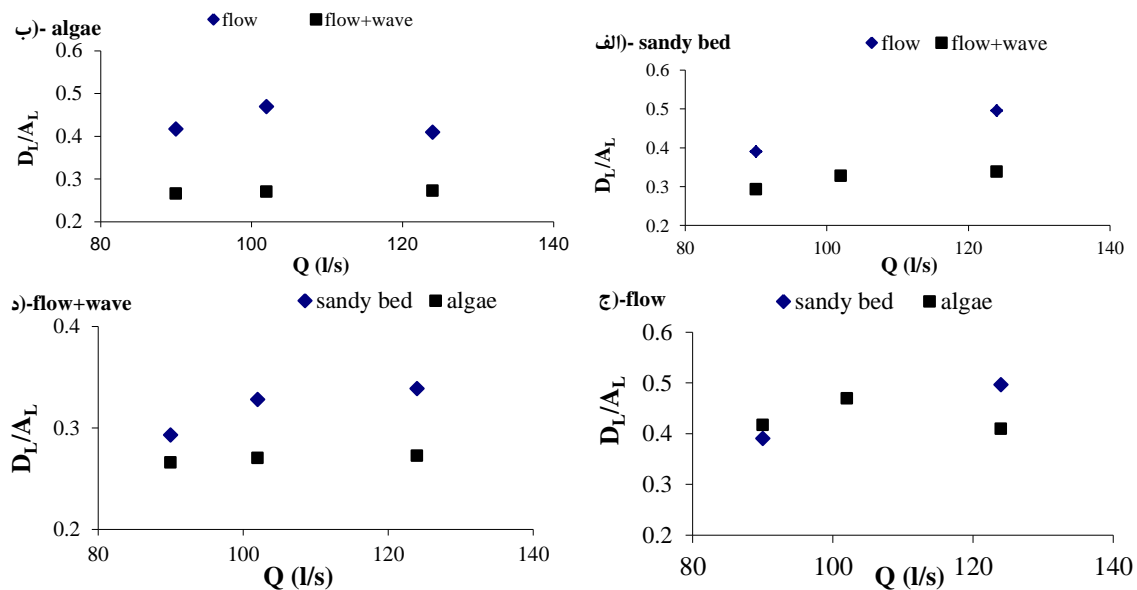 ب)- algae
flow flow+wave
0.6
0.5
0.4
0.3
0.2
D_L/A_L
80 100 120 140
Q (l/s)
الف)- sandy bed
flow flow+wave
0.6
0.5
0.4
0.3
0.2
D_L/A_L
80 100 120 140
Q (l/s)
د)-flow+wave
sandy bed algae
0.4
0.3
0.2
D_L/A_L
80 100 120 140
Q (l/s)
ج)-flow
sandy bed algae
0.6
0.5
0.4
0.3
0.2
D_L/A_L
80 100 120 140
Q (l/s)